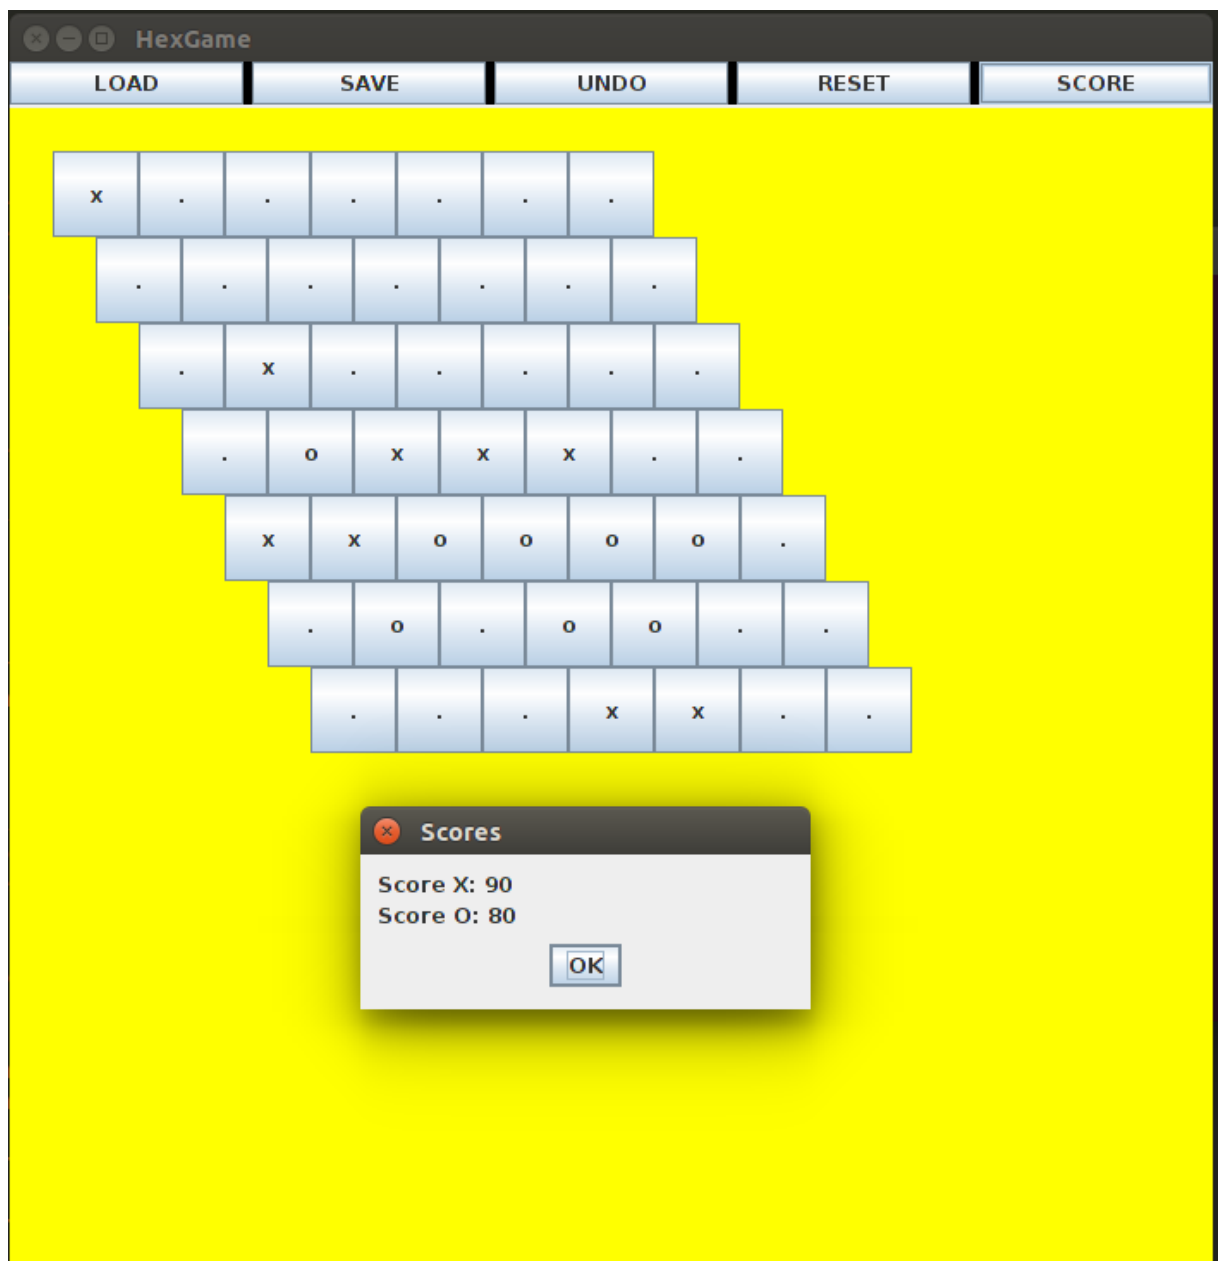 HexGame
LOAD SAVE UNDO RESET SCORE
x . . . . . .
. . . . . . .
. x . . . . .
. o x x x . .
x x o o o o .
. o . o o . .
. . . x x . .
Scores
Score X: 90
Score O: 80
OK